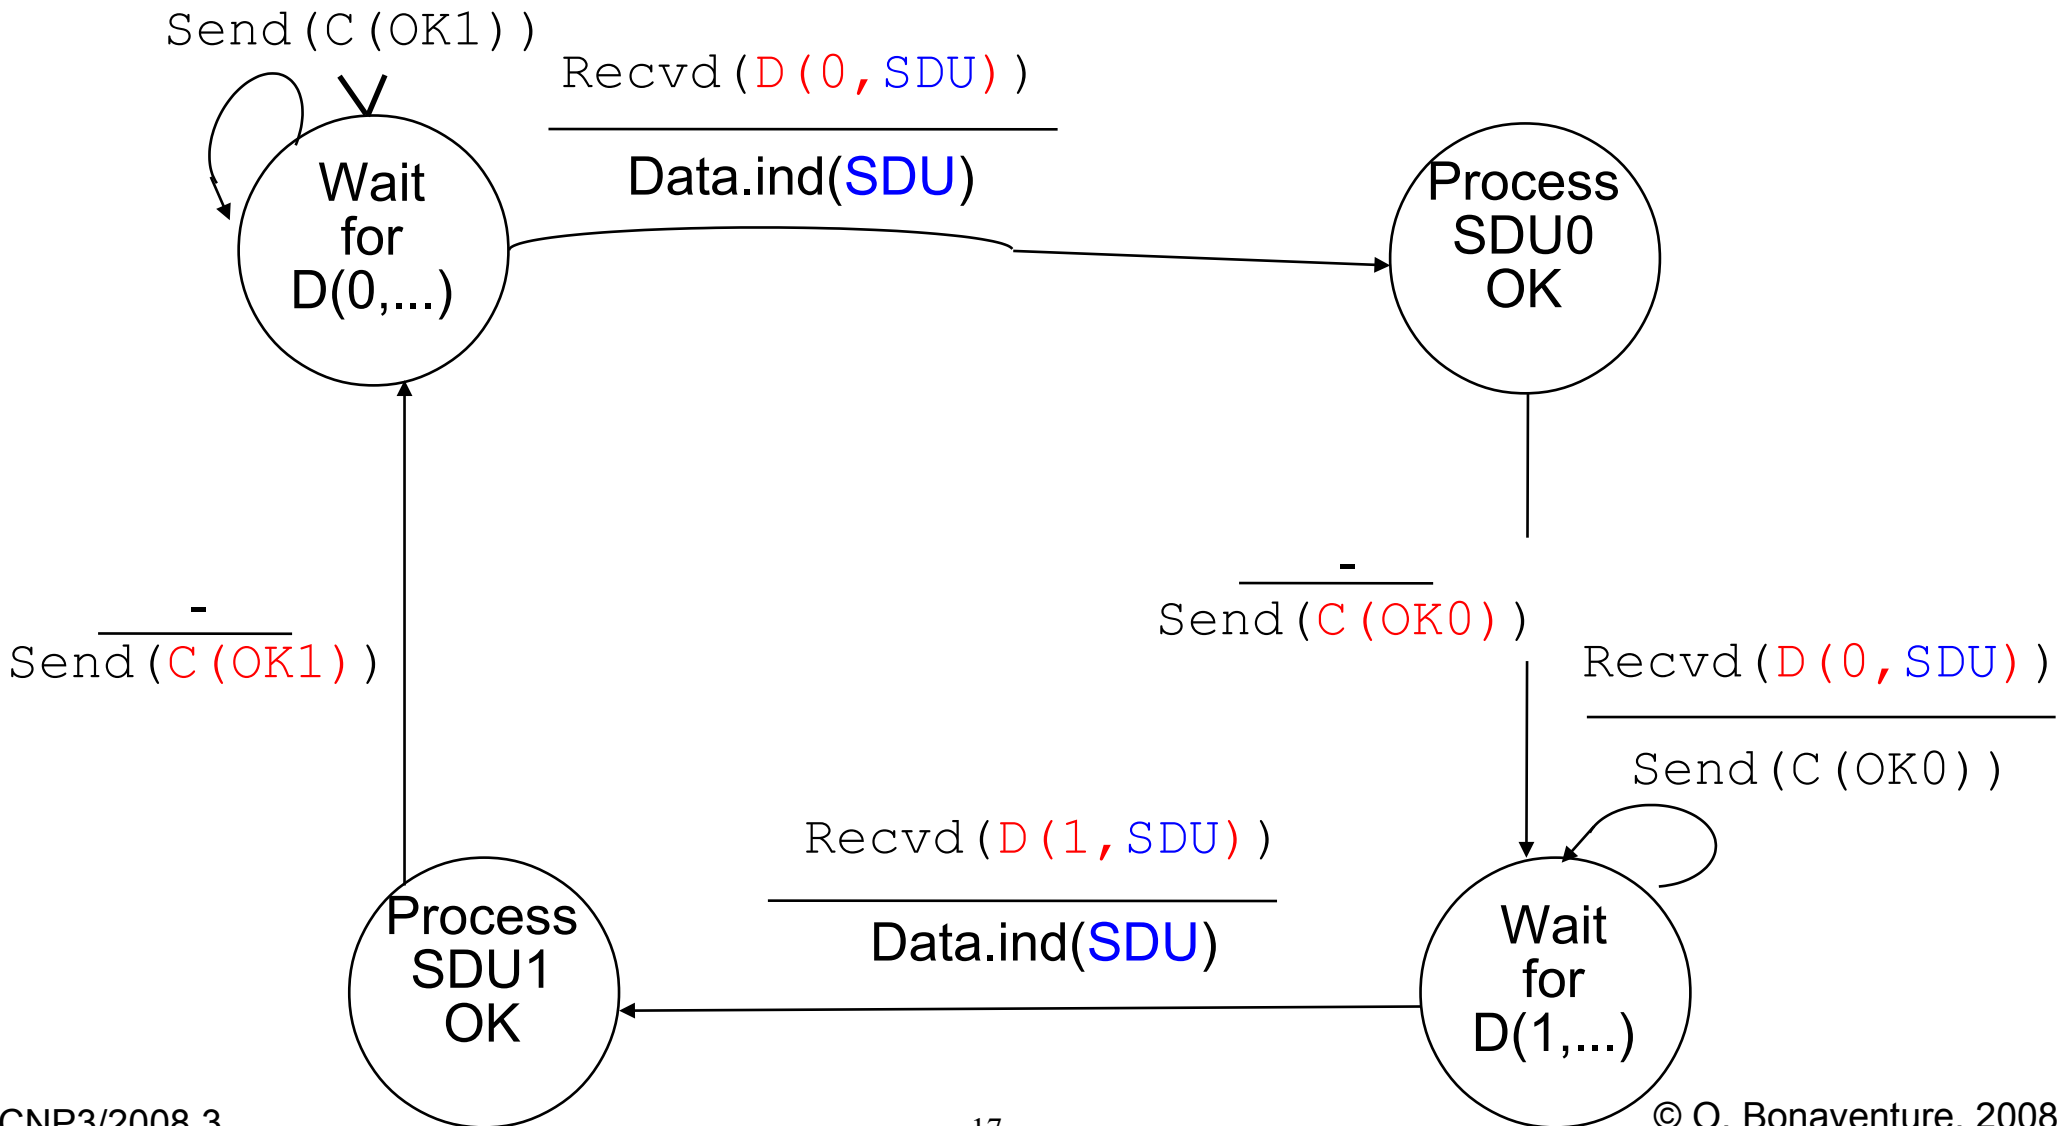 Send(C(OK1))
Recvd(D(0,SDU))
Data.ind(SDU)
Wait
for
D(0,...)
Process
SDU0
OK
-
Send(C(OK1))
-
Send(C(OK0))
Recvd(D(0,SDU))
Send(C(OK0))
Recvd(D(1,SDU))
Data.ind(SDU)
Process
SDU1
OK
Wait
for
D(1,...)
CNP3/2008.3.
17
© O. Bonaventure, 2008